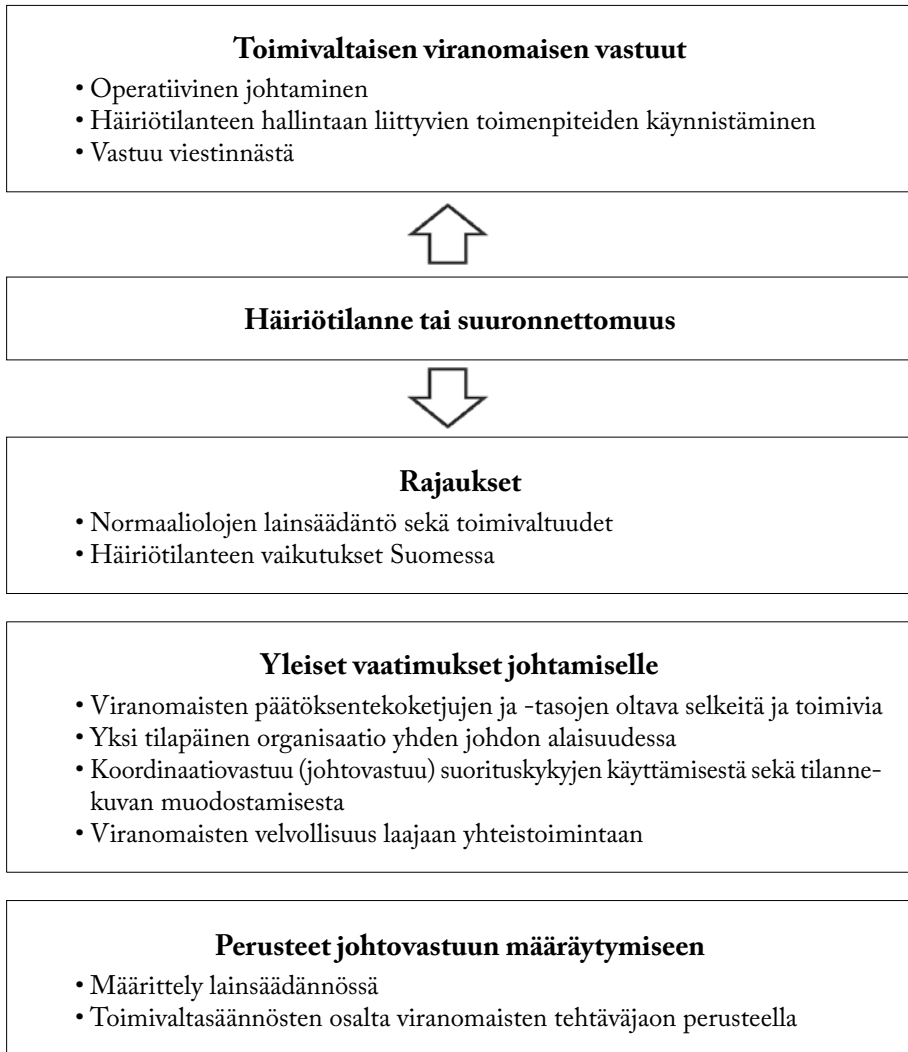 Toimivaltaisen viranomaisen vastuut
• Operatiivinen johtaminen
• Häiriötilanteen hallintaan liittyvien toimenpiteiden käynnistäminen
• Vastuu viestinnästä
Häiriötilanne tai suuronnettomuus
Rajaukset
• Normaaliolojen lainsäädäntö sekä toimivaltuudet
• Häiriötilanteen vaikutukset Suomessa
Yleiset vaatimukset johtamiselle
• Viranomaisten päätöksentekoketjujen ja -tasojen oltava selkeitä ja toimivia
• Yksi tilapäinen organisaatio yhden johdon alaisuudessa
• Koordinaatiovastuu (johtovastuu) suorituskykyjen käyttämisestä sekä tilanne-
kuvan muodostamisesta
• Viranomaisten velvollisuus laajaan yhteistoimintaan
Perusteet johtovastuun määräytymiseen
• Määrittely lainsäädännössä
• Toimivaltasäännösten osalta viranomaisten tehtäväjaon perusteella